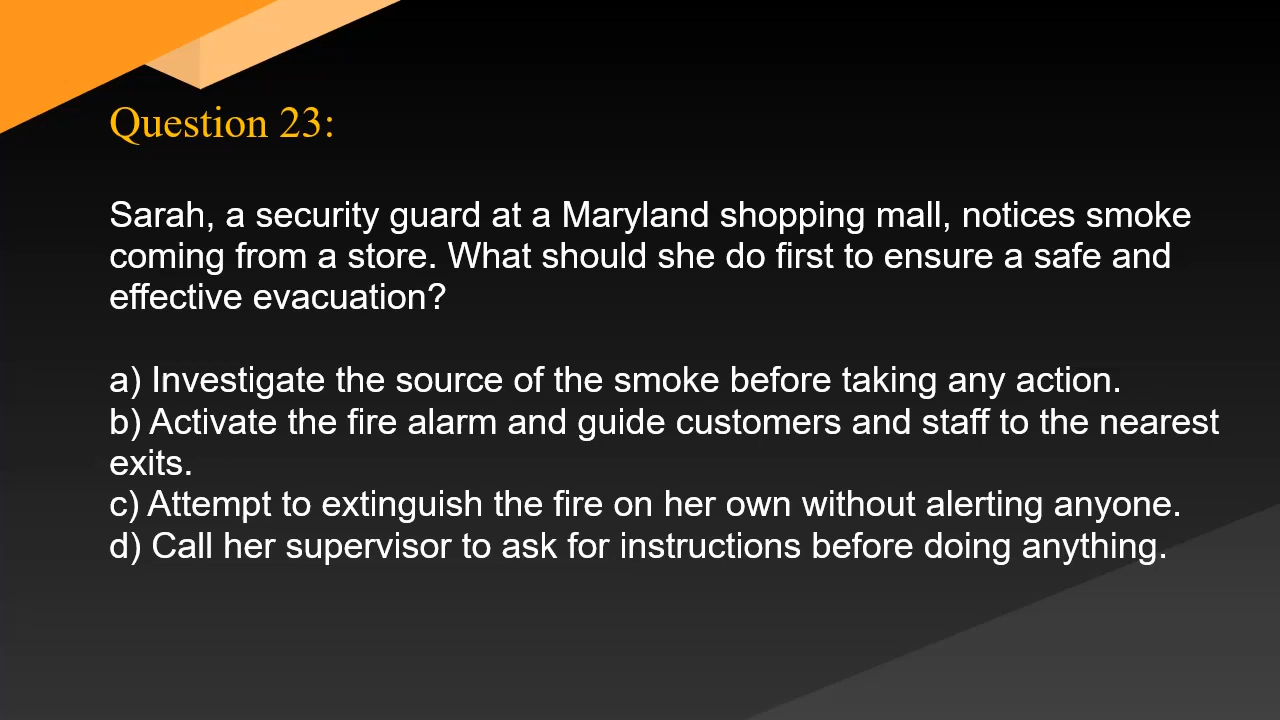 Question 23:
Sarah, a security guard at a Maryland shopping mall, notices smoke
coming from a store. What should she do first to ensure a safe and
effective evacuation?
a) Investigate the source of the smoke before taking any action.
b) Activate the fire alarm and guide customers and staff to the nearest
exits.
c) Attempt to extinguish the fire on her own without alerting anyone.
d) Call her supervisor to ask for instructions before doing anything.